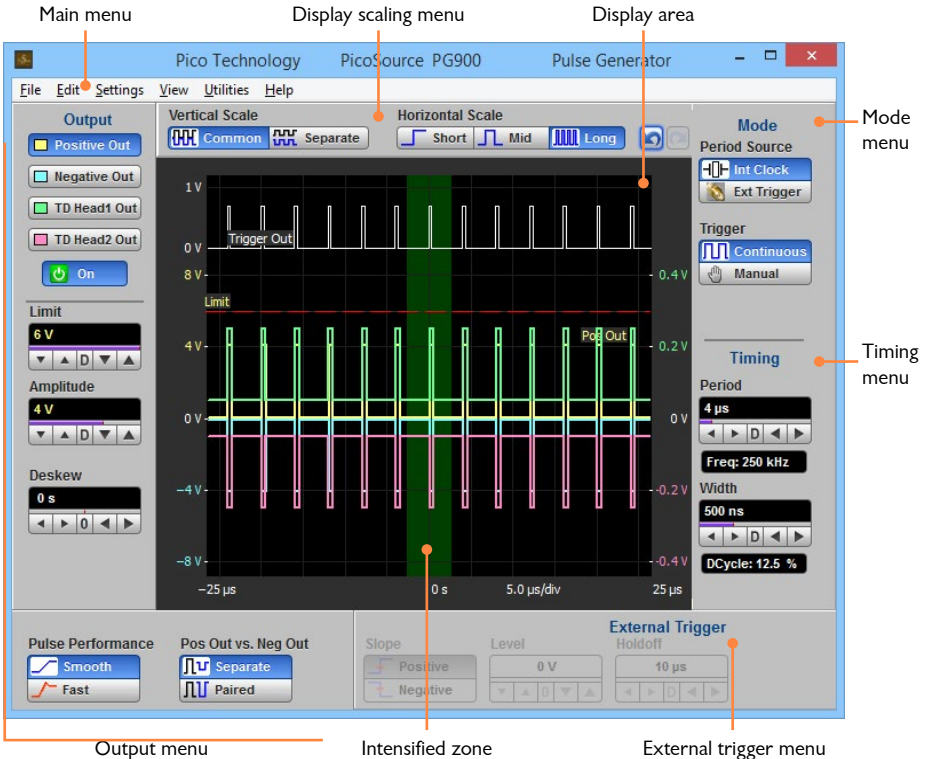 Main menu
Display scaling menu
Display area
Pico Technology PicoSource PG900 Pulse Generator
File Edit Settings View Utilities Help
Output
Positive Out
Negative Out
TD Head1 Out
TD Head2 Out
On
Limit
6 V
D
Amplitude
4 V
D
Deskew
0 s
0
Vertical Scale
Common
Separate
Horizontal Scale
Short
Mid
Long
1 V
0 V
Trigger Out
8 V
0.4 V
Limit
4 V
Pos Out
0.2 V
0 V
0 V
−4 V
-0.2 V
−8 V
-0.4 V
−25 µs
0 s
5.0 µs/div
25 µs
Mode
Period Source
Int Clock
Ext Trigger
Trigger
Continuous
Manual
Timing
Period
4 µs
D
Freq: 250 kHz
Width
500 ns
D
DCycle: 12.5 %
Mode
menu
Timing
menu
Pulse Performance
Smooth
Fast
Pos Out vs. Neg Out
Separate
Paired
External Trigger
Slope
Positive
Negative
Level
0 V
0
Holdoff
10 µs
D
Output menu
Intensified zone
External trigger menu